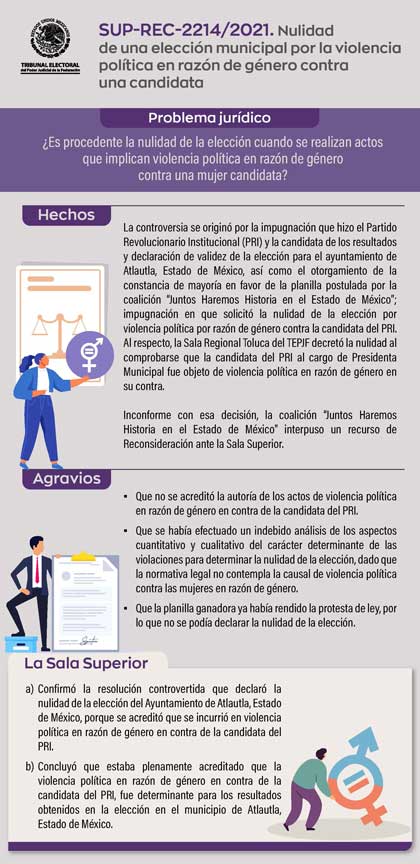 SUP-REC-2214/2021. Nulidad
de una elección municipal por la violencia
política en razón de género contra
una candidata
TRIBUNAL ELECTORAL
del Poder Judicial de la Federación
Problema jurídico
¿Es procedente la nulidad de la elección cuando se realizan actos
que implican violencia política en razón de género
contra una mujer candidata?
Hechos
La controversia se originó por la impugnación que hizo el Partido
Revolucionario Institucional (PRI) y la candidata de los resultados
y declaración de validez de la elección para el ayuntamiento de
Atlautla, Estado de México, así como el otorgamiento de la
constancia de mayoría en favor de la planilla postulada por la
coalición "Juntos Haremos Historia en el Estado de México";
impugnación en que solicitó la nulidad de la elección por
violencia política por razón de género contra la candidata del PRI.
Al respecto, la Sala Regional Toluca del TEPJF decretó la nulidad al
comprobarse que la candidata del PRI al cargo de Presidenta
Municipal fue objeto de violencia política en razón de género en
su contra.
Inconforme con esa decisión, la coalición "Juntos Haremos
Historia en el Estado de México" interpuso un recurso de
Reconsideración ante la Sala Superior.
Agravios
• Que no se acreditó la autoría de los actos de violencia política
en razón de género en contra de la candidata del PRI.
• Que se había efectuado un indebido análisis de los aspectos
cuantitativo y cualitativo del carácter determinante de las
violaciones para determinar la nulidad de la elección, dado que
la normativa legal no contempla la causal de violencia política
contra las mujeres en razón de género.
• Que la planilla ganadora ya había rendido la protesta de ley, por
lo que no se podía declarar la nulidad de la elección.
La Sala Superior
a) Confirmó la resolución controvertida que declaró la
nulidad de la elección del Ayuntamiento de Atlautla, Estado
de México, porque se acreditó que se incurrió en violencia
política en razón de género en contra de la candidata del
PRI.
b) Concluyó que estaba plenamente acreditado que la
violencia política en razón de género en contra de la
candidata del PRI, fue determinante para los resultados
obtenidos en la elección en el municipio de Atlautla,
Estado de México.